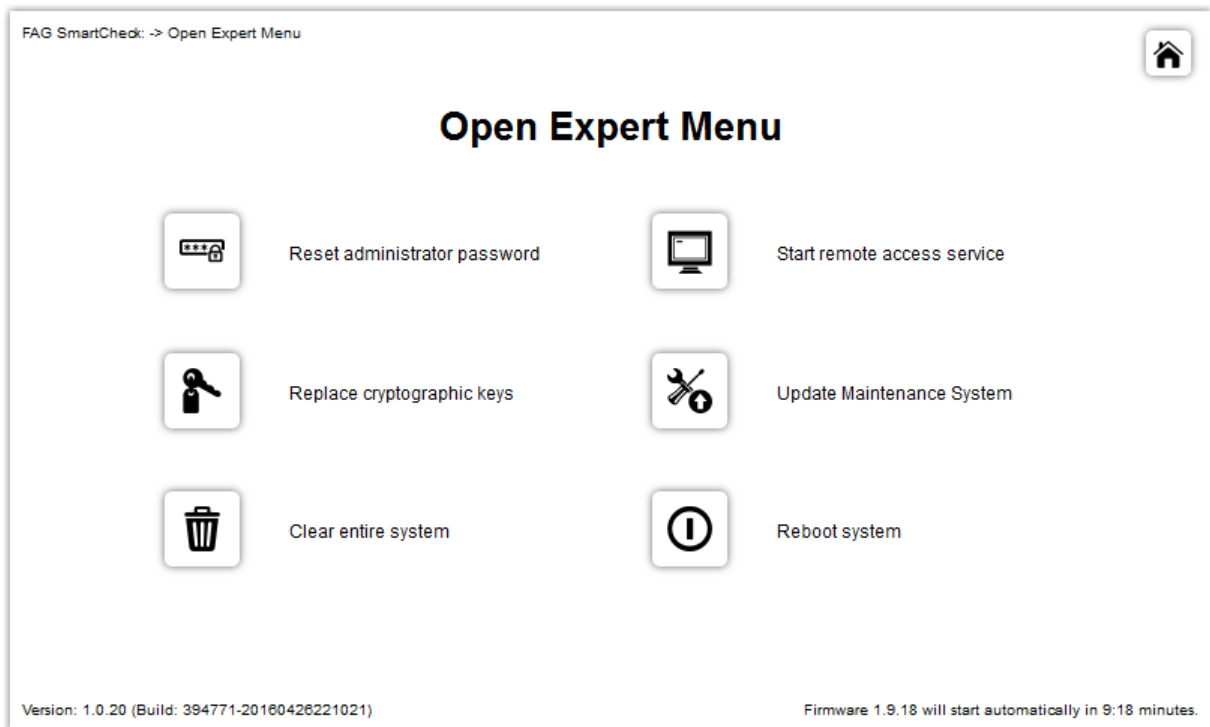 FAG SmartCheck: -> Open Expert Menu
Open Expert Menu
***
Reset administrator password
Start remote access service
Replace cryptographic keys
Update Maintenance System
Clear entire system
Reboot system
Version: 1.0.20 (Build: 394771-20160426221021)
Firmware 1.9.18 will start automatically in 9:18 minutes.